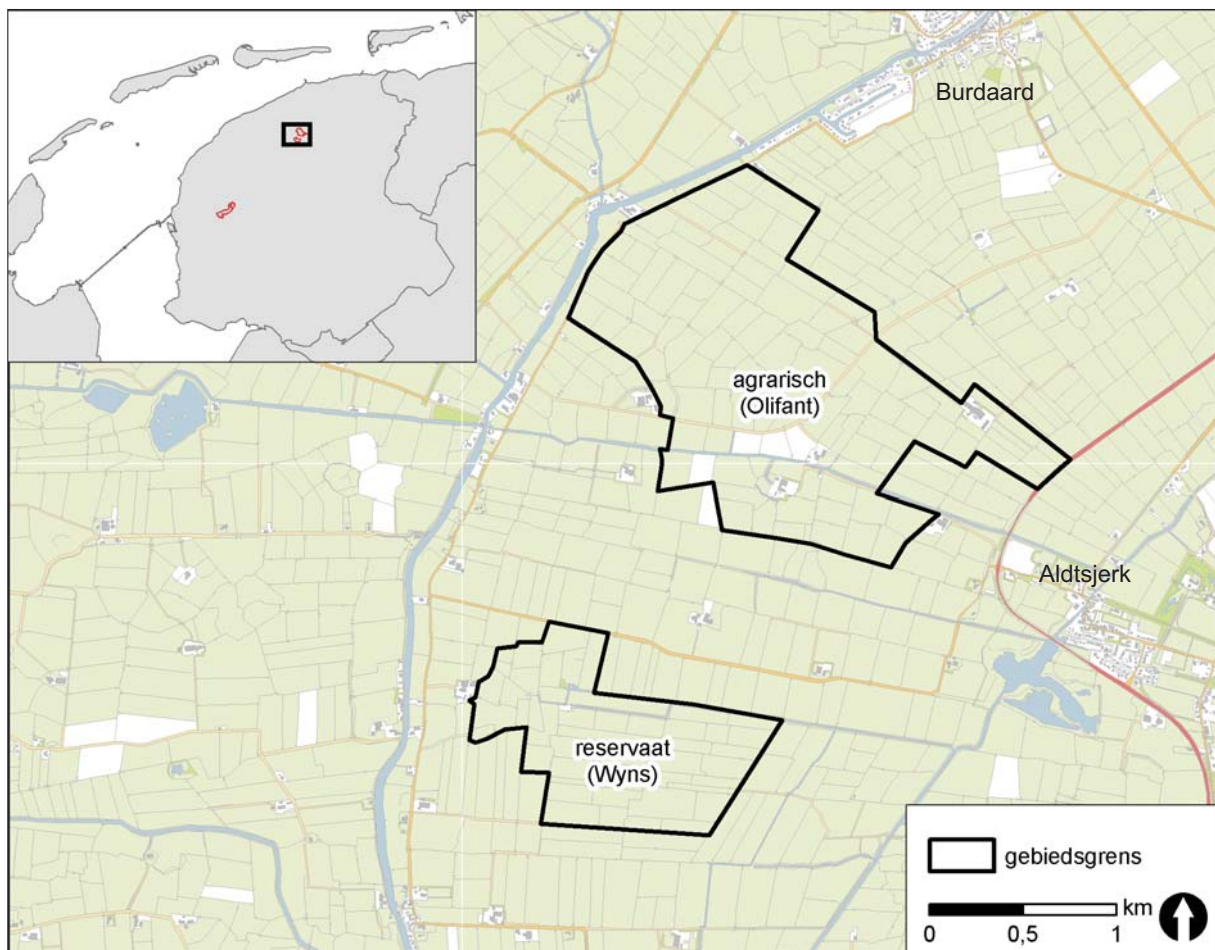 Burdaard
agrarisch
(Olifant)
Aldtsjerk
reservaat
(Wyns)
gebiedsgrens
km
0 0,5 1